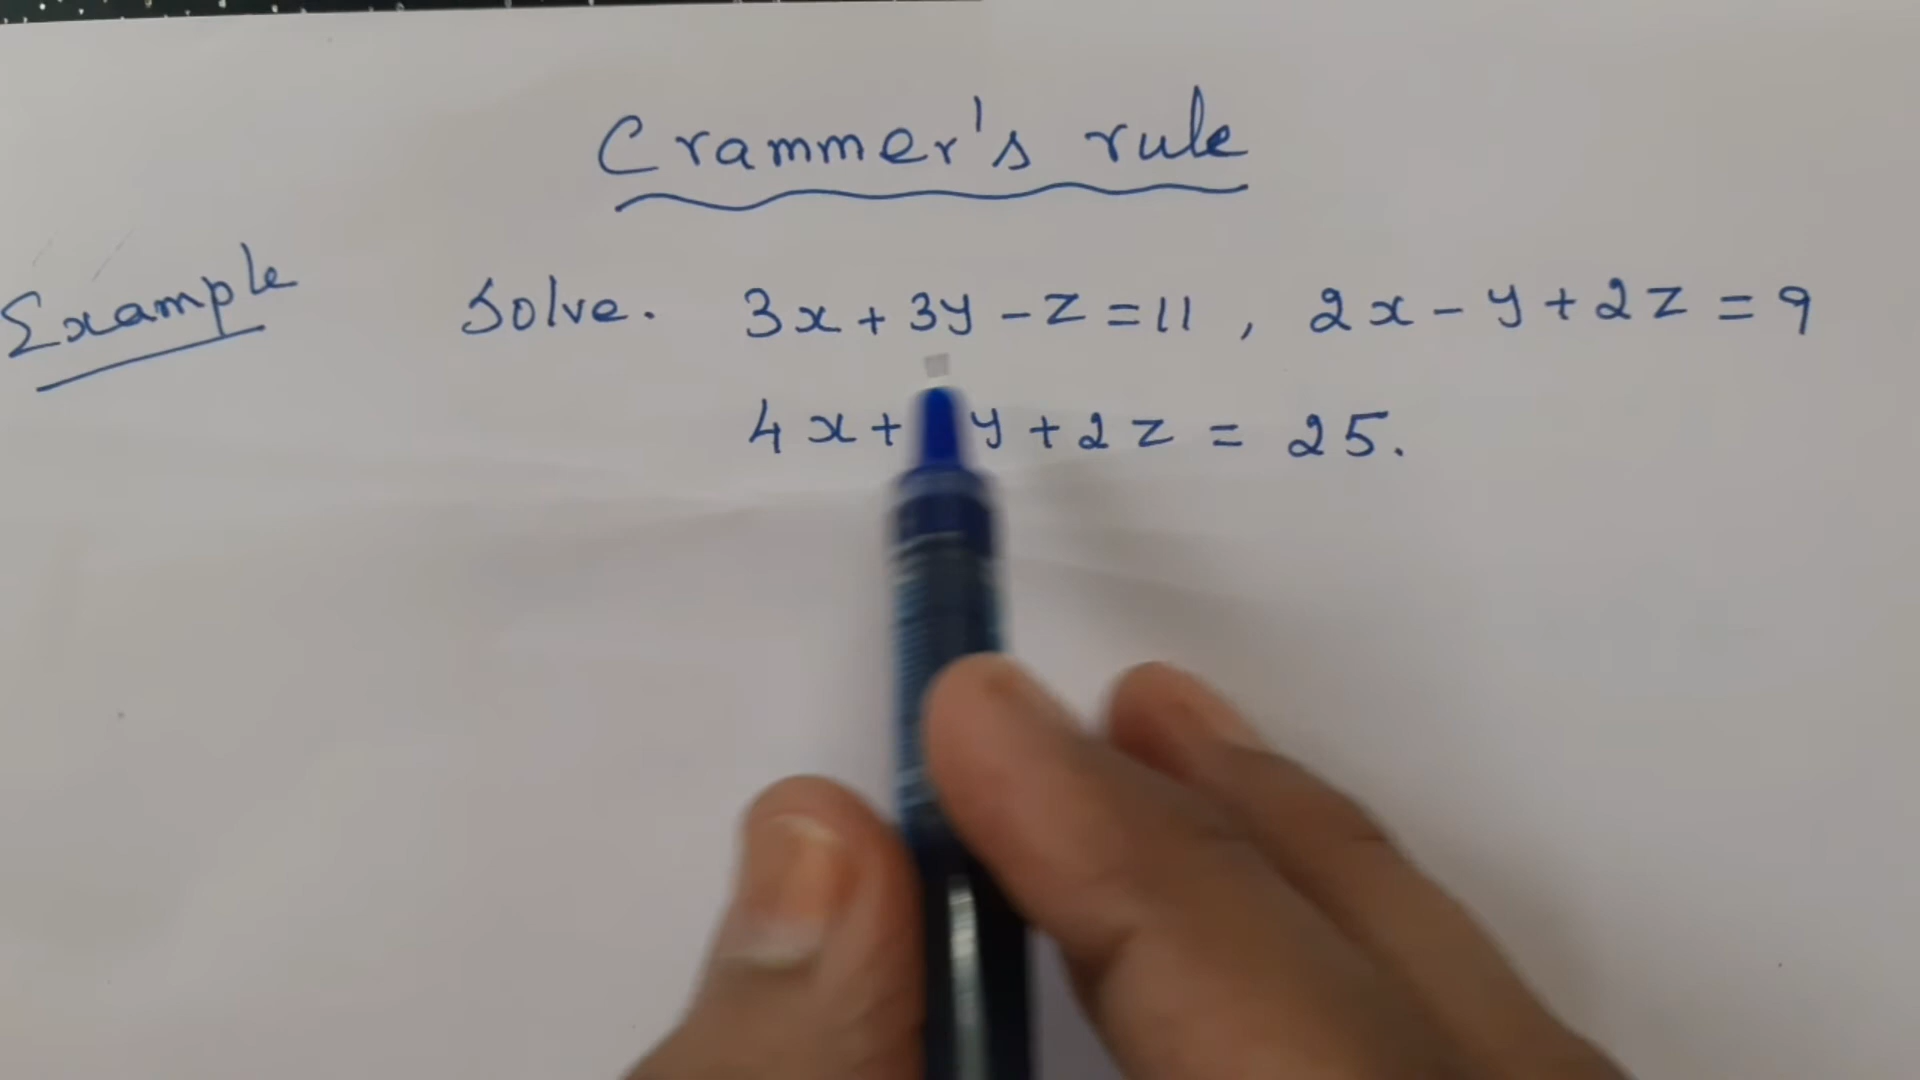 Crammer's rule
Example Solve. 3x + 3y - z = 11 , 2x - y + 2z = 9
4x + y + 2z = 25.